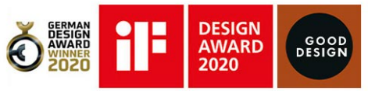 GERMAN
DESIGN
AWARD
WINNER
2020
iF
DESIGN
AWARD
2020
GOOD
DESIGN